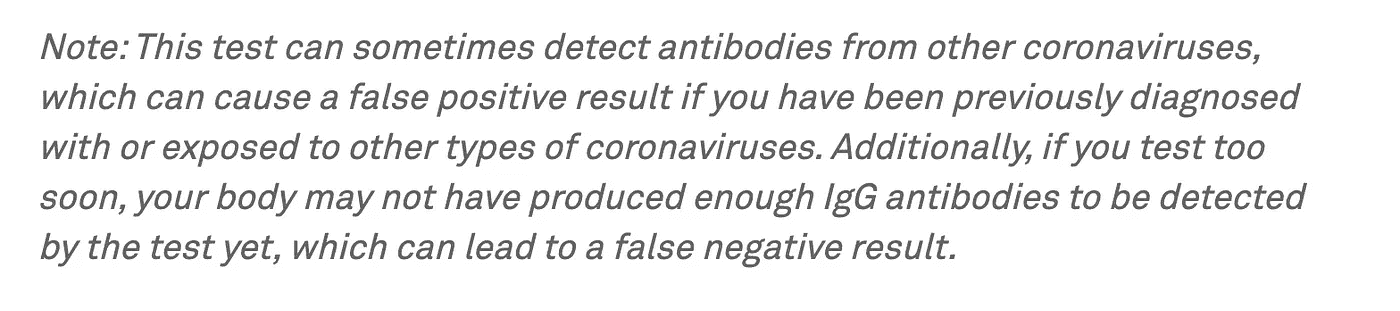 Note: This test can sometimes detect antibodies from other coronaviruses,
which can cause a false positive result if you have been previously diagnosed
with or exposed to other types of coronaviruses. Additionally, if you test too
soon, your body may not have produced enough IgG antibodies to be detected
by the test yet, which can lead to a false negative result.